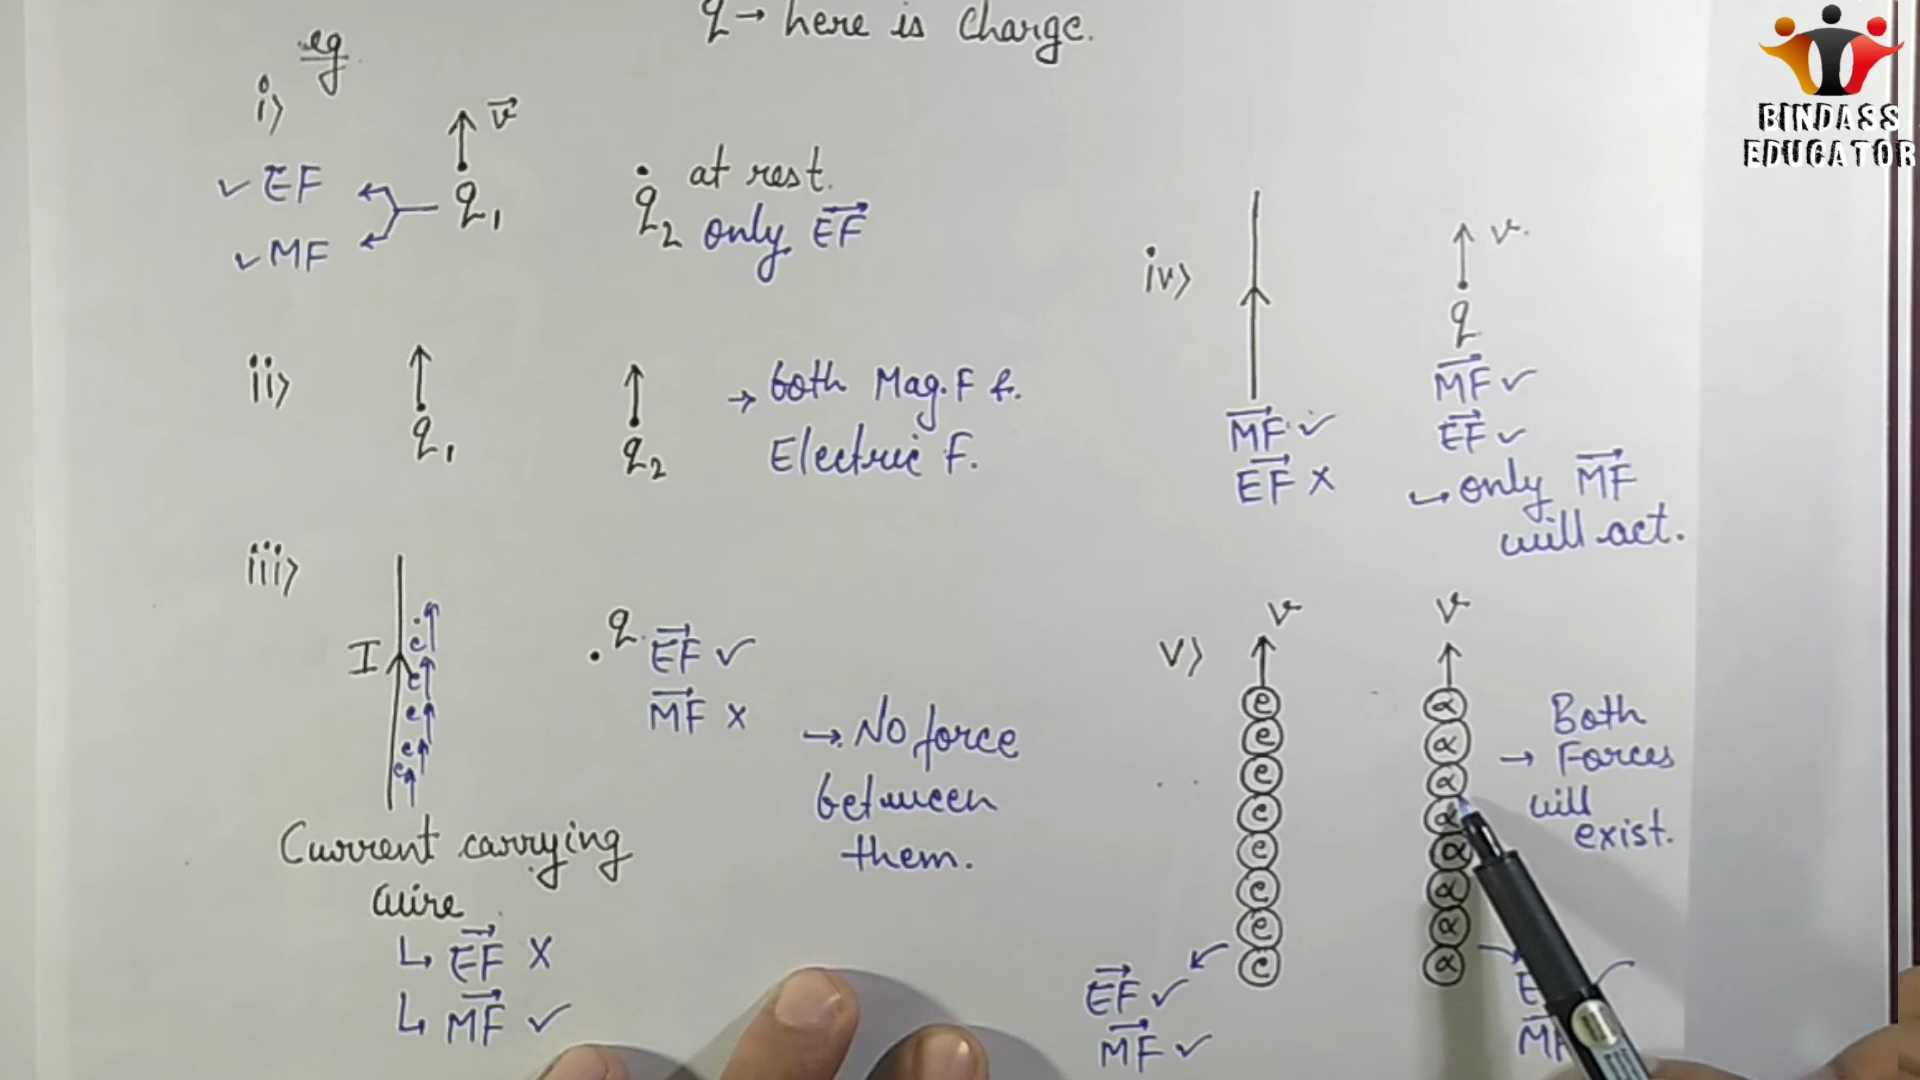 q → here is charge.
eg
i)
v
✓ EF
✓ MF
q1
at rest.
q2 only EF
ii)
q1
q2
→ both Mag. F &
Electric F.
iii)
I
e
e
e
e
e
q
EF ✓
MF x
→ No force
between
them.
Current carrying
wire
↳ EF x
↳ MF ✓
iv)
MF ✓
EF x
v.
q
MF ✓
EF ✓
↳ only MF
will act.
v)
v
e
e
e
e
e
e
e
e
EF ✓
MF ✓
v
α
α
α
α
α
α
α
α
Both
→ Forces
will
exist.
BINDASS
EDUCATOR